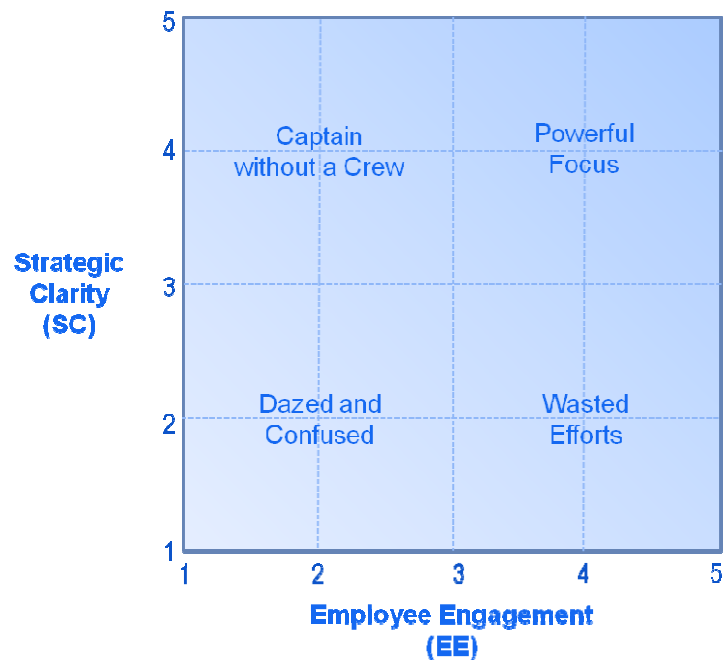 5
Captain
without a Crew
Powerful
Focus
4
Strategic
Clarity
(SC)
3
Dazed and
Confused
Wasted
Efforts
2
1
1 2 3 4 5
Employee Engagement
(EE)